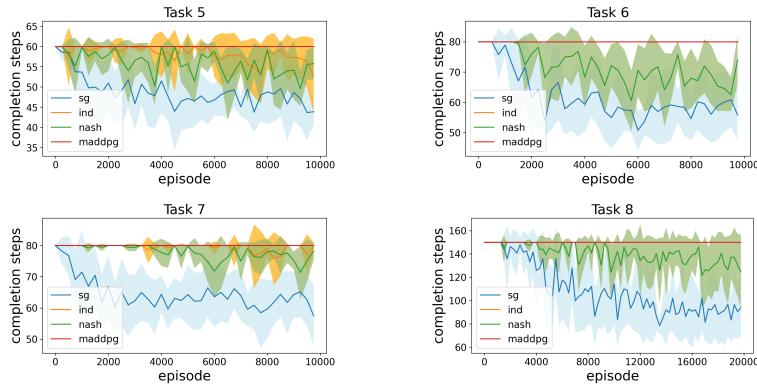 Task 5
completion steps
65
60
55
50
45
40
35
sg
ind
nash
maddpg
0
2000
4000
6000
8000
10000
episode
Task 6
completion steps
80
70
60
50
sg
ind
nash
maddpg
0
2000
4000
6000
8000
10000
episode
Task 7
completion steps
80
70
60
50
sg
ind
nash
maddpg
0
2000
4000
6000
8000
10000
episode
Task 8
completion steps
160
140
120
100
80
60
sg
ind
nash
maddpg
0
4000
8000
12000
16000
20000
episode